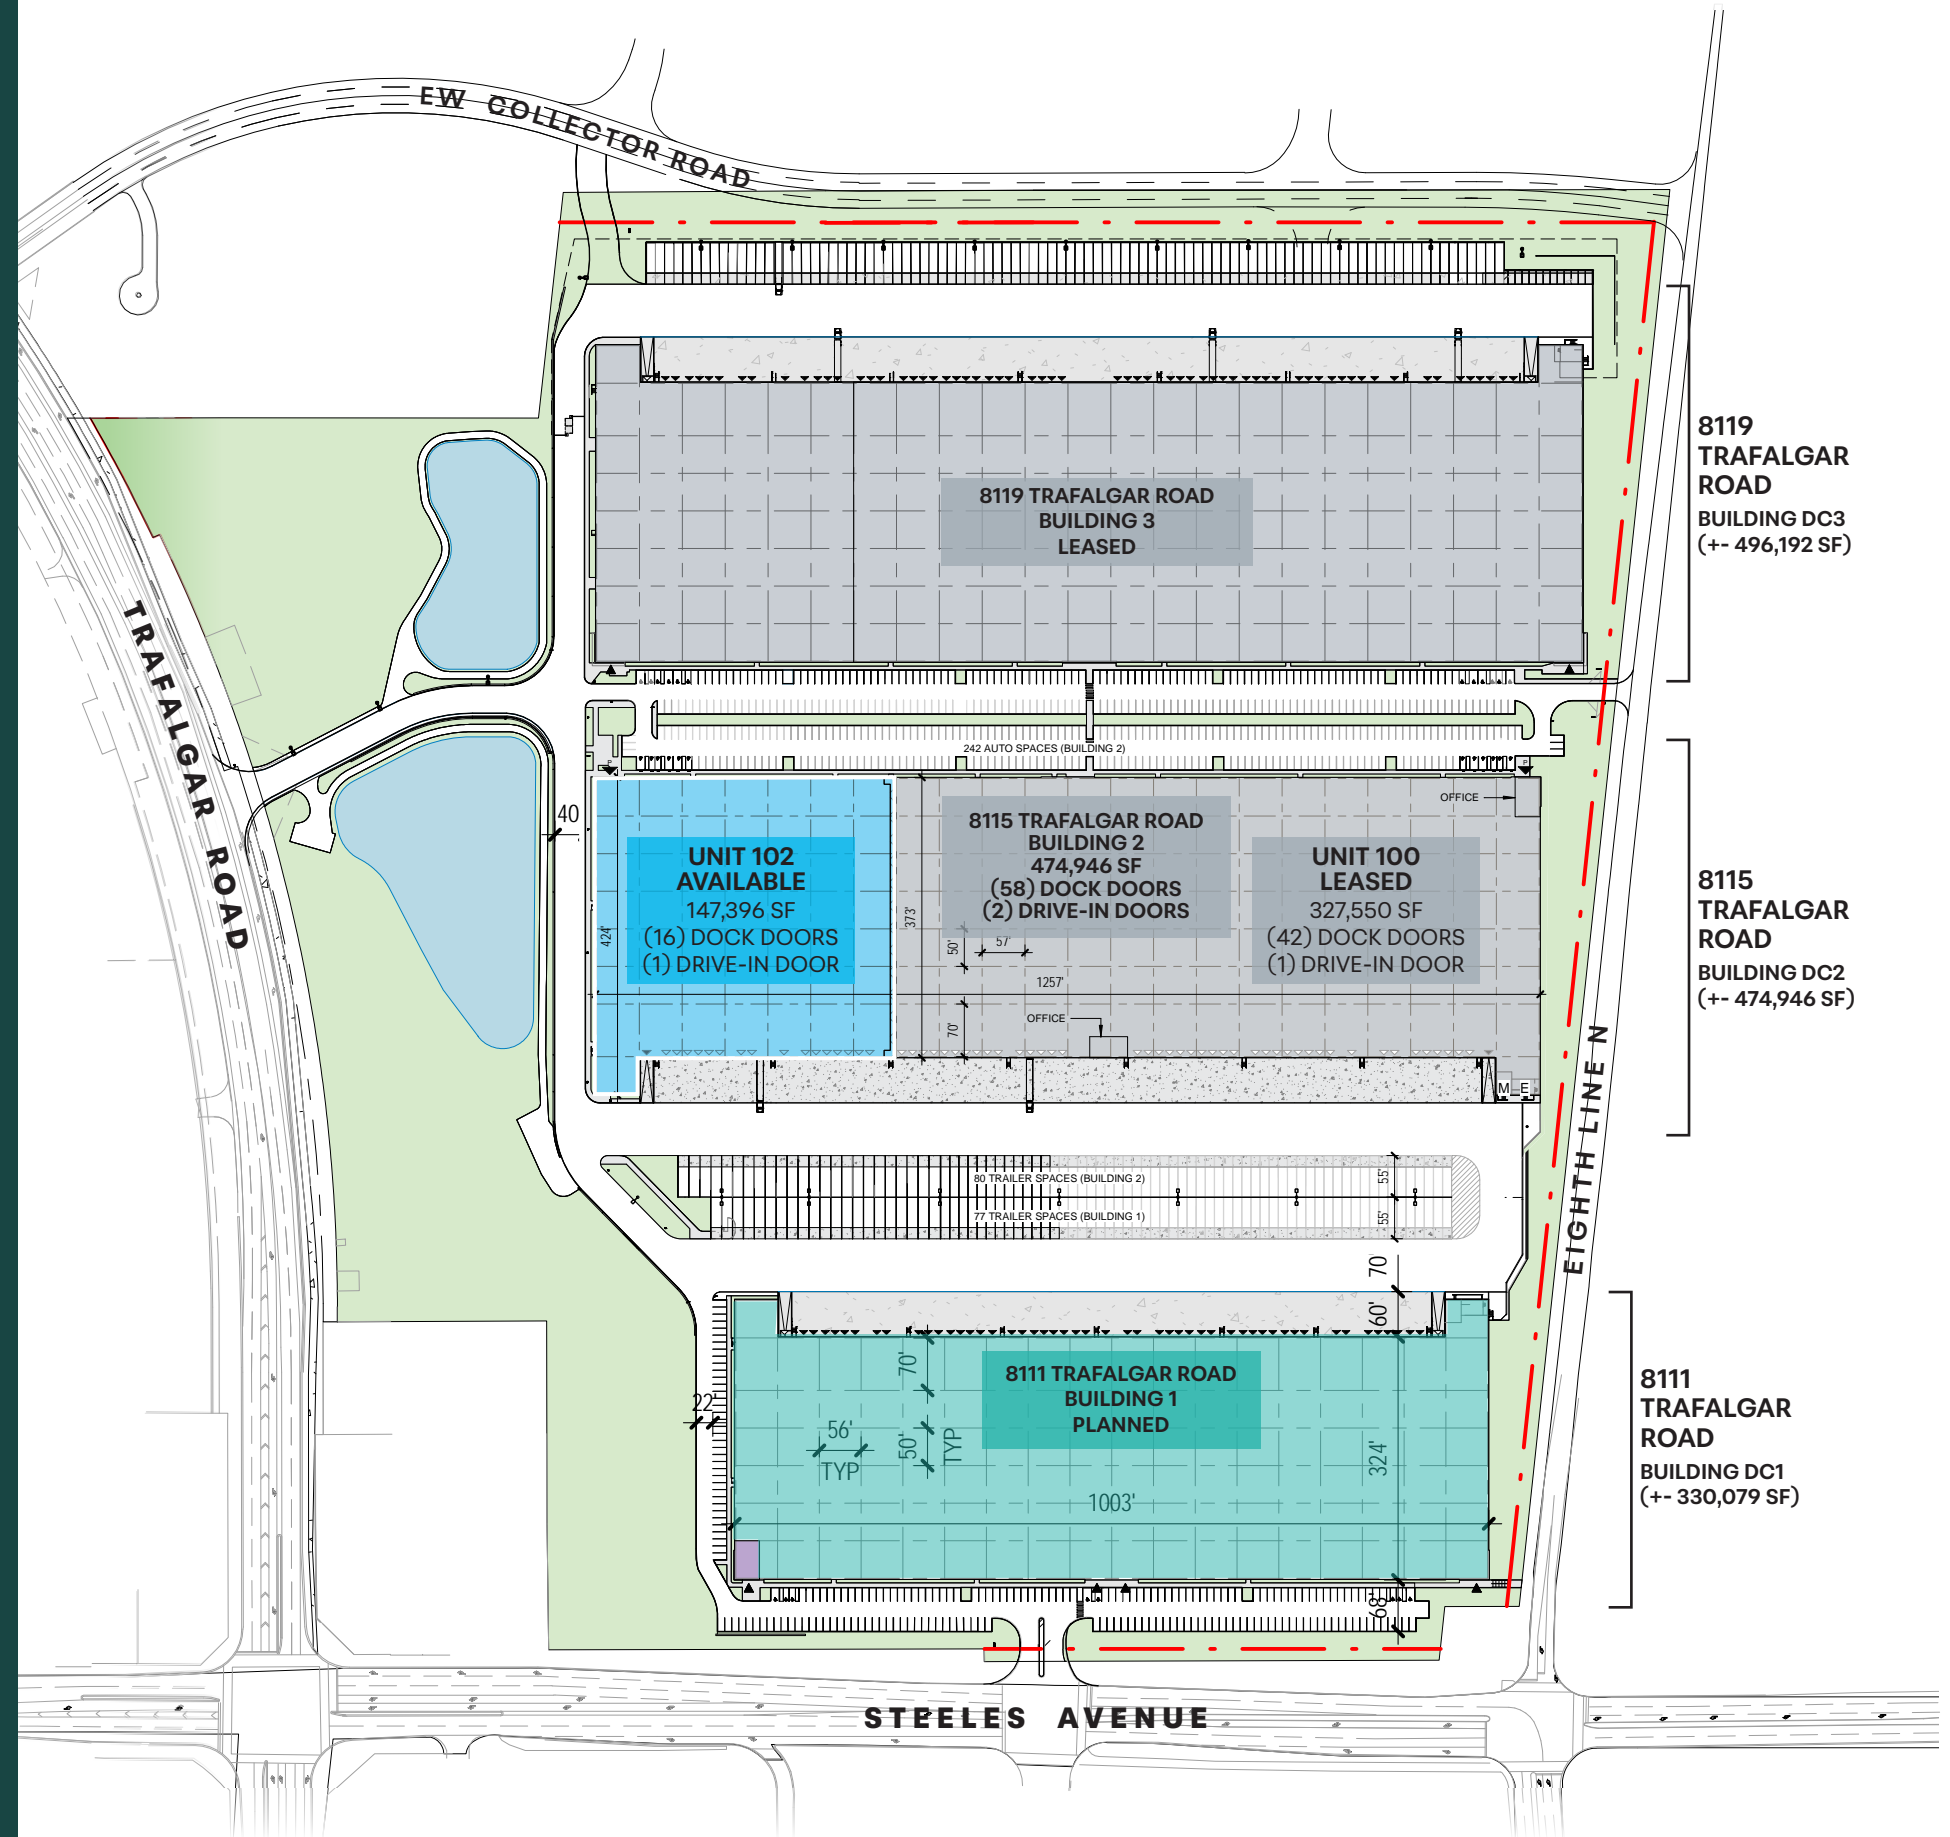 EW COLLECTOR ROAD
8119 TRAFALGAR ROAD
BUILDING 3
LEASED
8119
TRAFALGAR
ROAD
BUILDING DC3
(+- 496,192 SF)
TRAFALGAR ROAD
242 AUTO SPACES (BUILDING 2)
40
UNIT 102
AVAILABLE
147,396 SF
(16) DOCK DOORS
(1) DRIVE-IN DOOR
424'
373'
8115 TRAFALGAR ROAD
BUILDING 2
474,946 SF
(58) DOCK DOORS
(2) DRIVE-IN DOORS
UNIT 100
LEASED
327,550 SF
(42) DOCK DOORS
(1) DRIVE-IN DOOR
OFFICE
50'
57'
1257'
70'
OFFICE
M E
8115
TRAFALGAR
ROAD
BUILDING DC2
(+- 474,946 SF)
EIGHTH LINE N
80 TRAILER SPACES (BUILDING 2)
77 TRAILER SPACES (BUILDING 1)
55'
55'
70'
60'
8111 TRAFALGAR ROAD
BUILDING 1
PLANNED
22'
70'
56'
TYP
50'
TYP
324'
1003'
68'
8111
TRAFALGAR
ROAD
BUILDING DC1
(+- 330,079 SF)
STEELES AVENUE